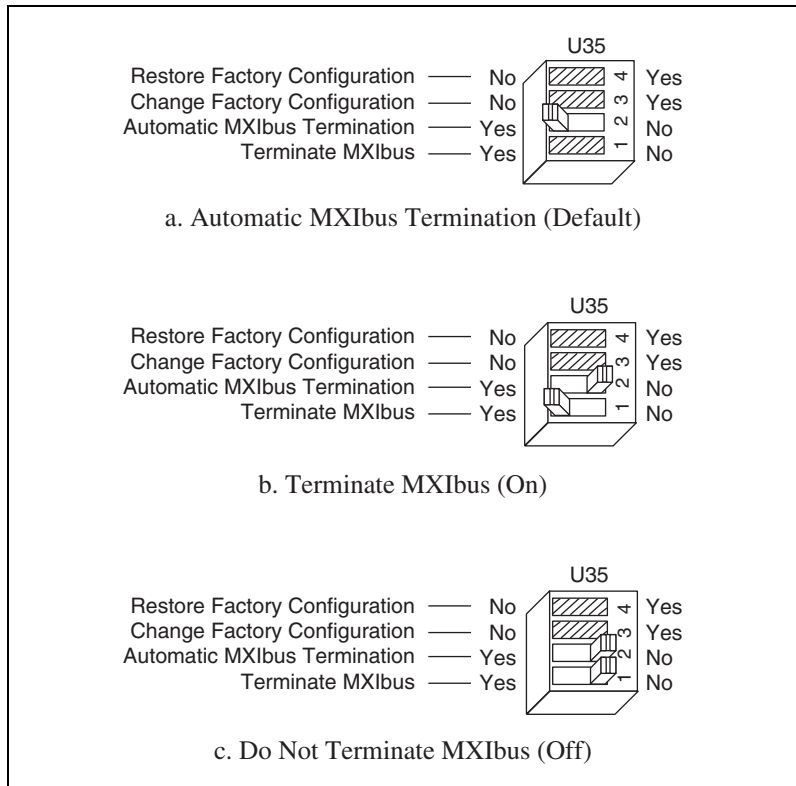 U35
Restore Factory Configuration No 4 Yes
Change Factory Configuration No 3 Yes
Automatic MXIbus Termination Yes 2 No
Terminate MXIbus Yes 1 No
a. Automatic MXIbus Termination (Default)
U35
Restore Factory Configuration No 4 Yes
Change Factory Configuration No 3 Yes
Automatic MXIbus Termination Yes 2 No
Terminate MXIbus Yes 1 No
b. Terminate MXIbus (On)
U35
Restore Factory Configuration No 4 Yes
Change Factory Configuration No 3 Yes
Automatic MXIbus Termination Yes 2 No
Terminate MXIbus Yes 1 No
c. Do Not Terminate MXIbus (Off)